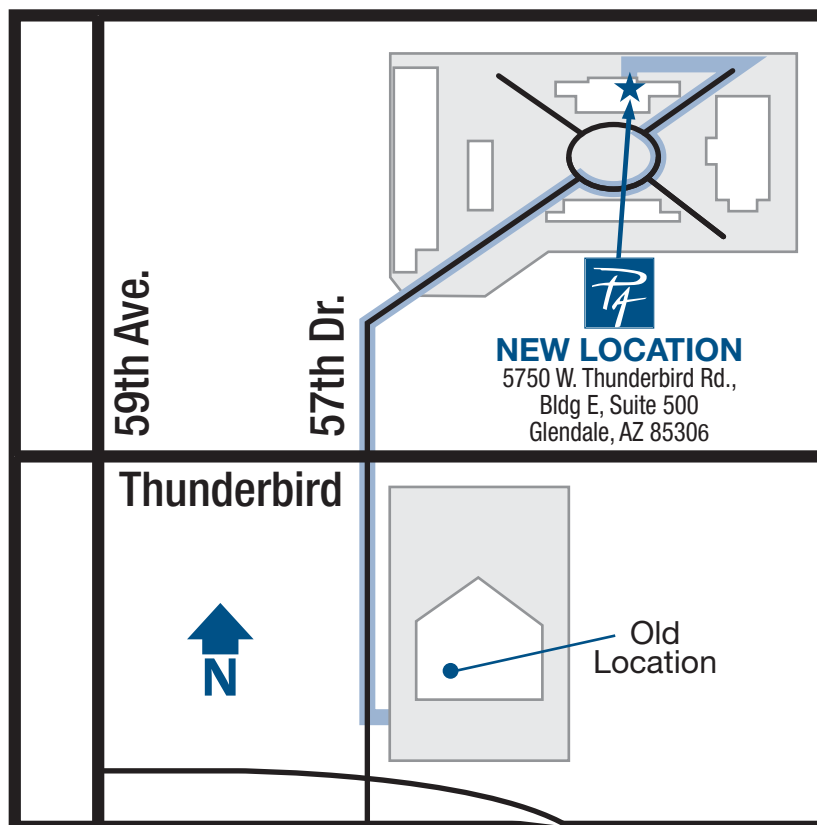 59th Ave.
57th Dr.
PA
NEW LOCATION
5750 W. Thunderbird Rd.,
Bldg E, Suite 500
Glendale, AZ 85306
Thunderbird
N
Old
Location